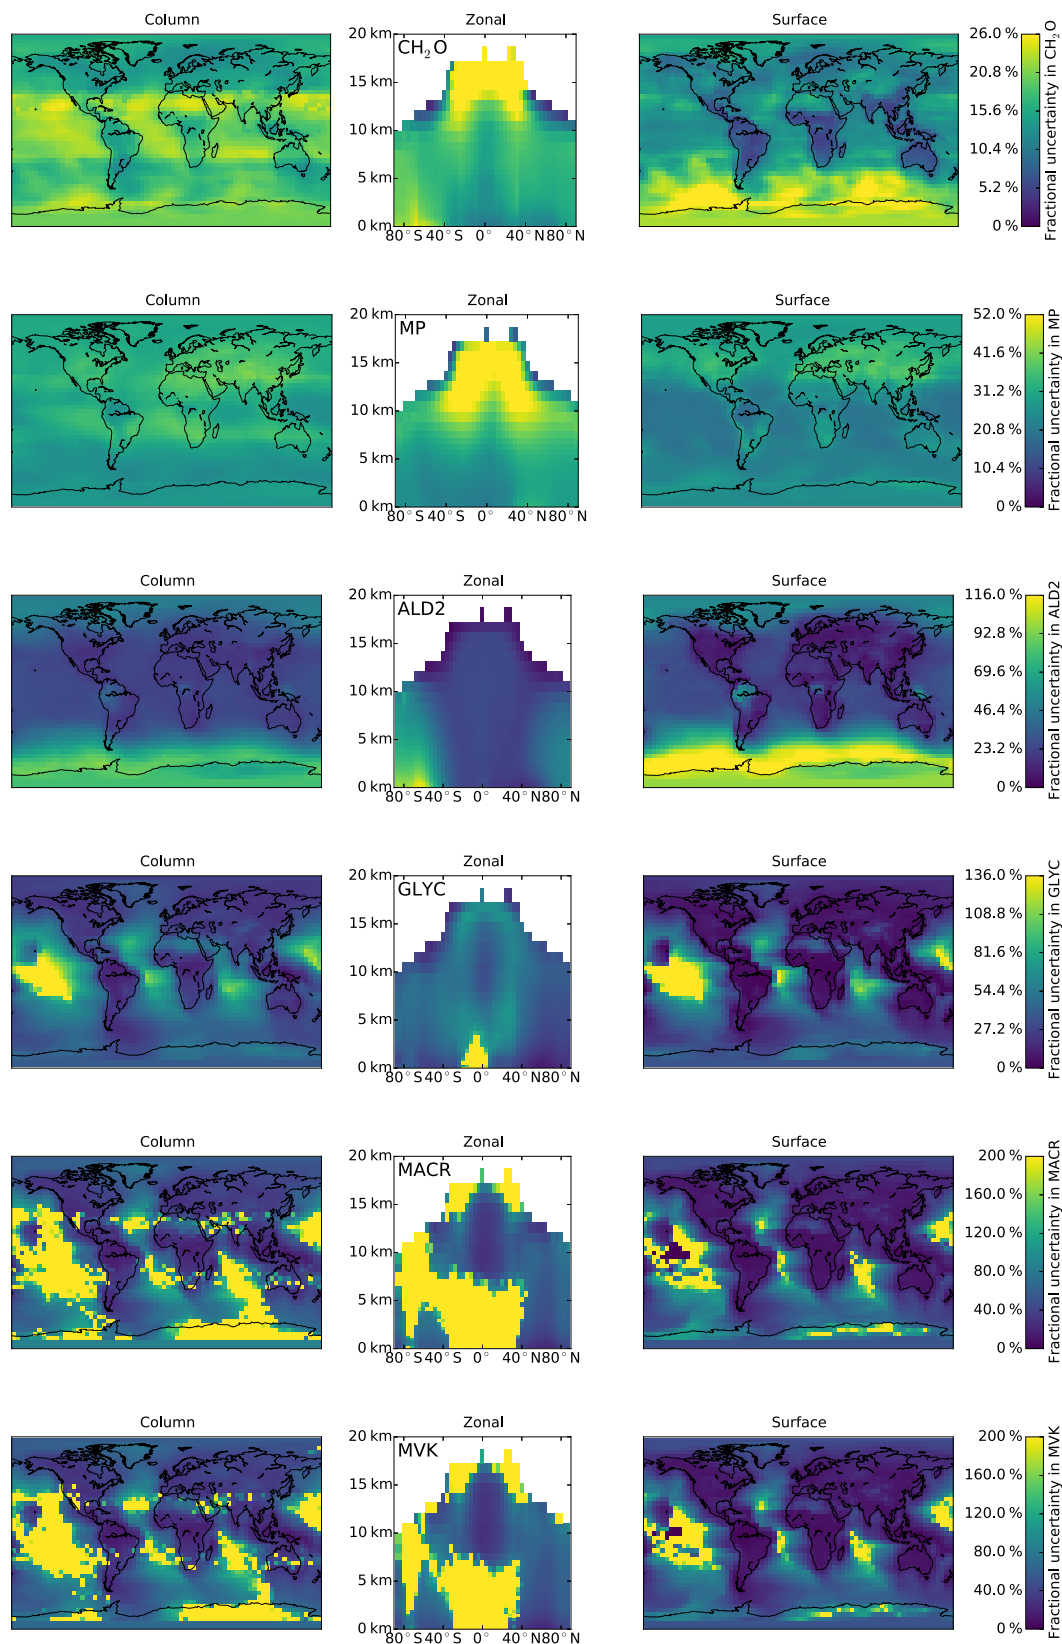 Column
Zonal
Surface
20 km
15 km
10 km
5 km
0 km
CH₂O
80°S
40°S
0°
40°N
80°N
26.0 %
20.8 %
15.6 %
10.4 %
5.2 %
0 %
Fractional uncertainty in CH₂O
Column
Zonal
Surface
20 km
15 km
10 km
5 km
0 km
MP
80°S
40°S
0°
40°N
80°N
52.0 %
41.6 %
31.2 %
20.8 %
10.4 %
0 %
Fractional uncertainty in MP
Column
Zonal
Surface
20 km
15 km
10 km
5 km
0 km
ALD2
80°S
40°S
0°
40°N
80°N
116.0 %
92.8 %
69.6 %
46.4 %
23.2 %
0 %
Fractional uncertainty in ALD2
Column
Zonal
Surface
20 km
15 km
10 km
5 km
0 km
GLYC
80°S
40°S
0°
40°N
80°N
136.0 %
108.8 %
81.6 %
54.4 %
27.2 %
0 %
Fractional uncertainty in GLYC
Column
Zonal
Surface
20 km
15 km
10 km
5 km
0 km
MACR
80°S
40°S
0°
40°N
80°N
200 %
160.0 %
120.0 %
80.0 %
40.0 %
0 %
Fractional uncertainty in MACR
Column
Zonal
Surface
20 km
15 km
10 km
5 km
0 km
MVK
80°S
40°S
0°
40°N
80°N
200 %
160.0 %
120.0 %
80.0 %
40.0 %
0 %
Fractional uncertainty in MVK